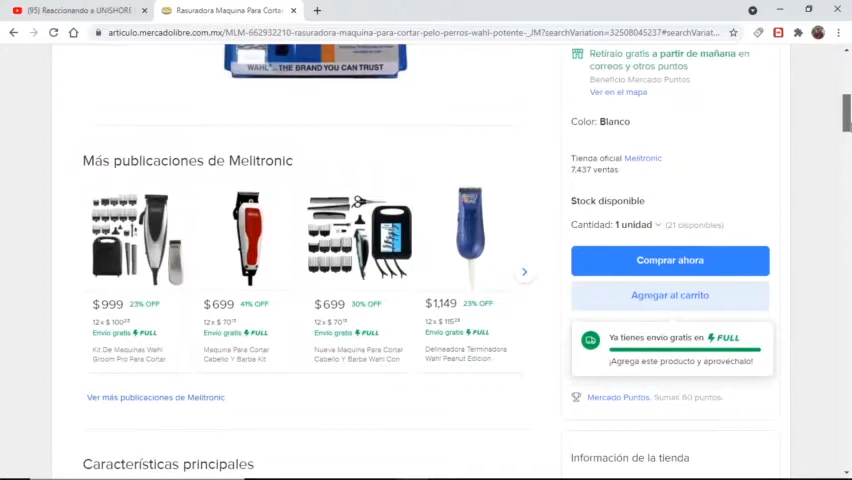 (95) Reaccionando a UNISHORE
Rasuradora Maquina Para Corta
articulo.mercadolibre.com.mx/MLM-662932210-rasuradora-maquina-para-cortar-pelo-perros-wahl-potente-_JM?searchVariation=32508045237#searchVariat...
WAHL... THE BRAND YOU CAN TRUST
Más publicaciones de Melitronic
$999 23% OFF
12x $100
Envío gratis FULL
Kit De Maquinas Wahl
Groom Pro Para Cortar
$699 41% OFF
12x $70
Envío gratis FULL
Maquina Para Cortar
Cabello Y Barba Kit
$699 30% OFF
12x $70
Envío gratis FULL
Nueva Maquina Para Cortar
Cabello Y Barba Wahl Con
$1,149 23% OFF
12x $115
Envío gratis FULL
Delineadora Terminadora
Wahl Peanut Edicion
Ver más publicaciones de Melitronic
Características principales
Retíralo gratis a partir de mañana en
correos y otros puntos
Beneficio Mercado Puntos
Ver en el mapa
Color: Blanco
Tienda oficial Melitronic
7,437 ventas
Stock disponible
Cantidad: 1 unidad (21 disponibles)
Comprar ahora
Agregar al carrito
Ya tienes envío gratis en FULL
¡Agrega este producto y aprovéchalo!
Mercado Puntos. Sumas 60 puntos.
Información de la tienda